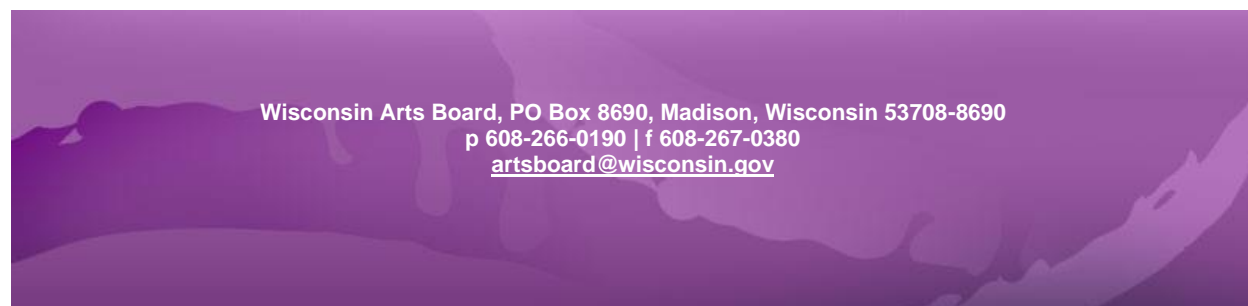 Wisconsin Arts Board, PO Box 8690, Madison, Wisconsin 53708-8690
p 608-266-0190 | f 608-267-0380
artsboard@wisconsin.gov